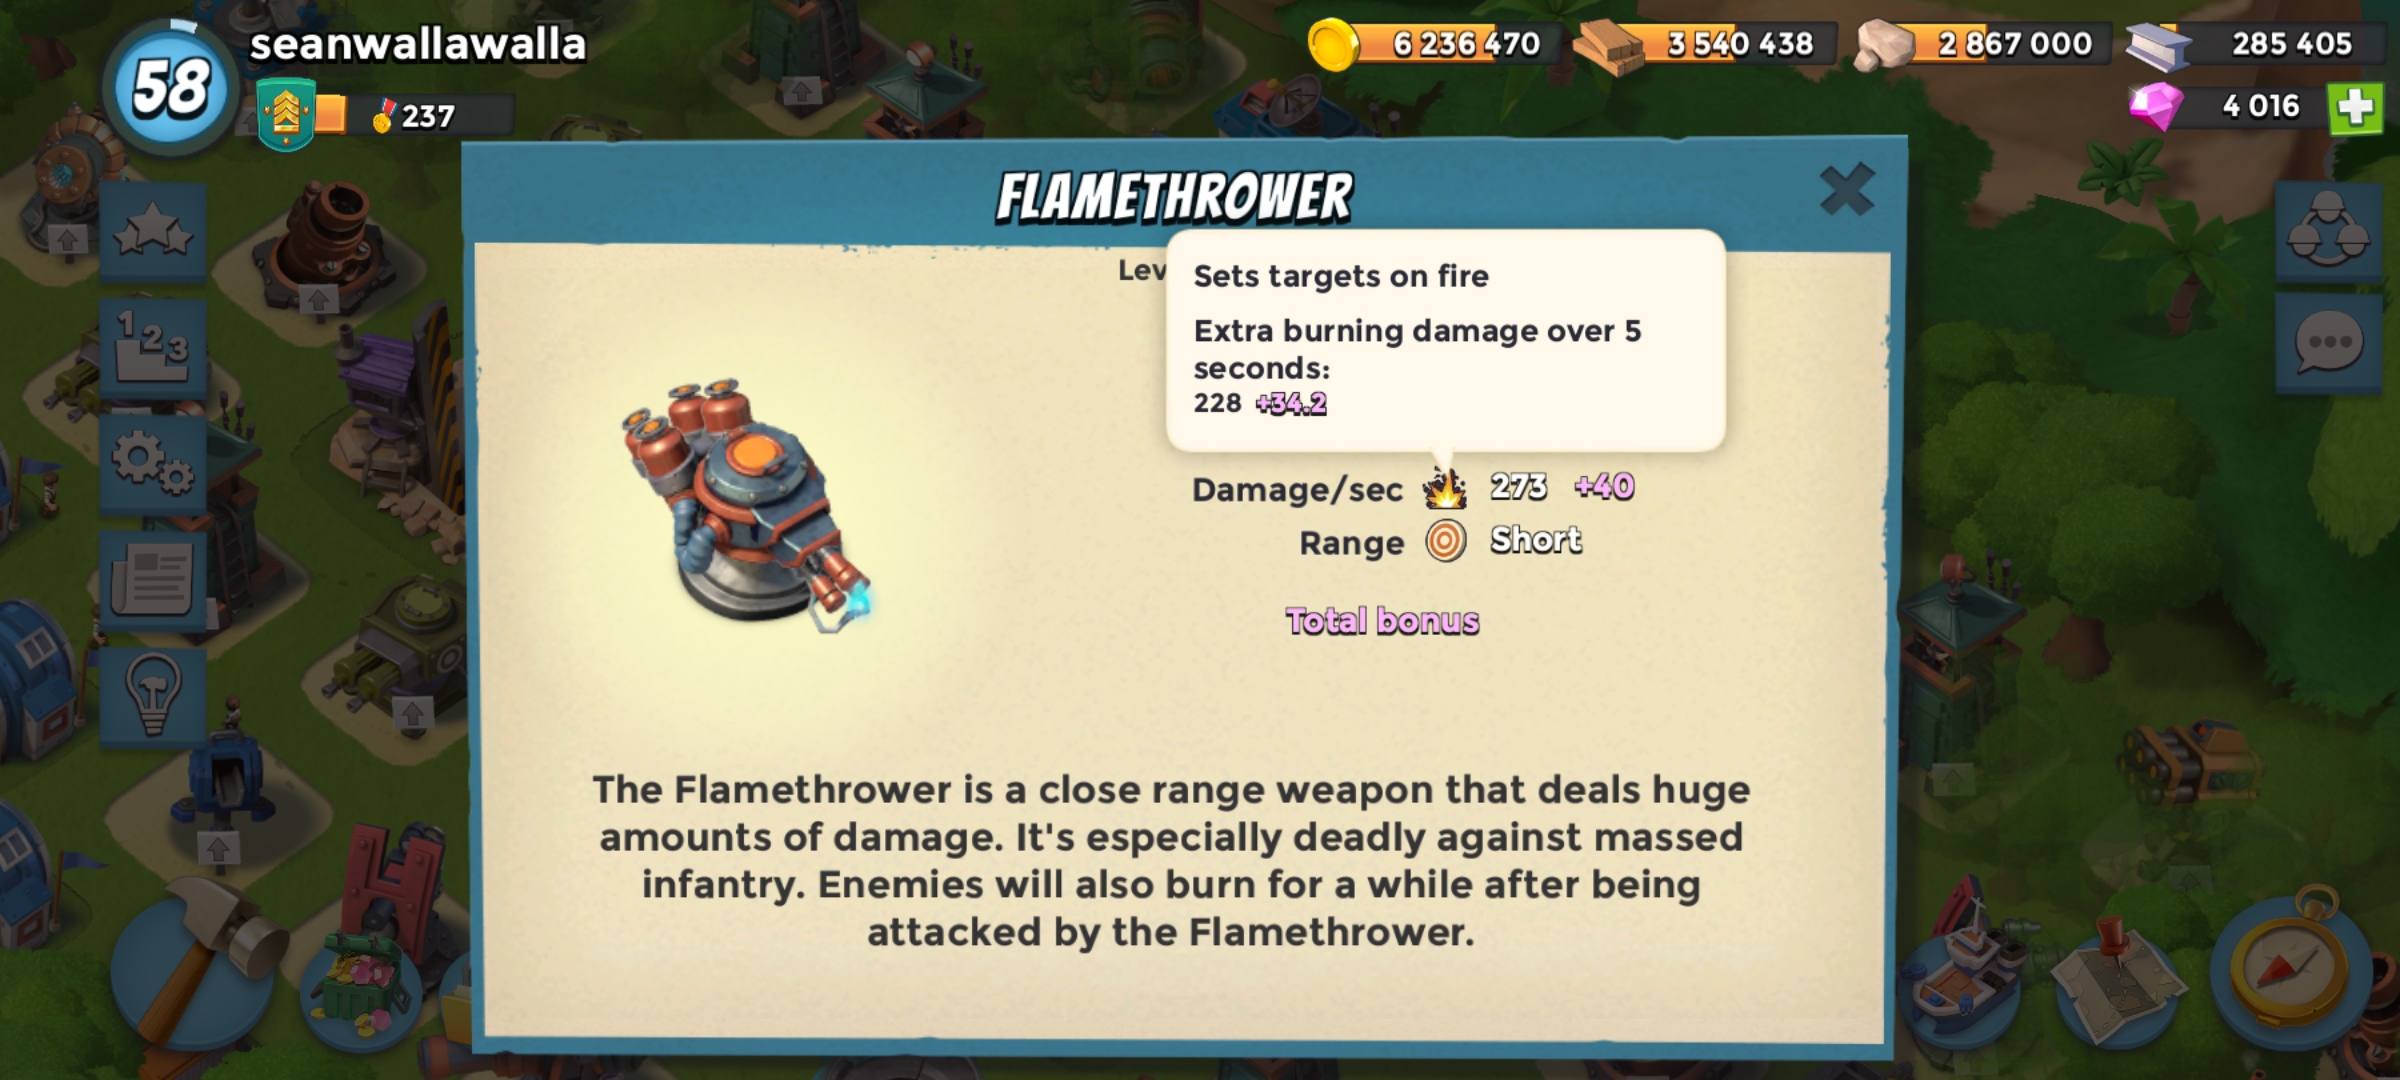 58
seanwallawalla
237
6 236 470
3 540 438
2 867 000
285 405
4 016
FLAMETHROWER
Sets targets on fire
Extra burning damage over 5
seconds:
228 +34.2
Damage/sec 273 +40
Range Short
Total bonus
The Flamethrower is a close range weapon that deals huge
amounts of damage. It's especially deadly against massed
infantry. Enemies will also burn for a while after being
attacked by the Flamethrower.
1 2 3